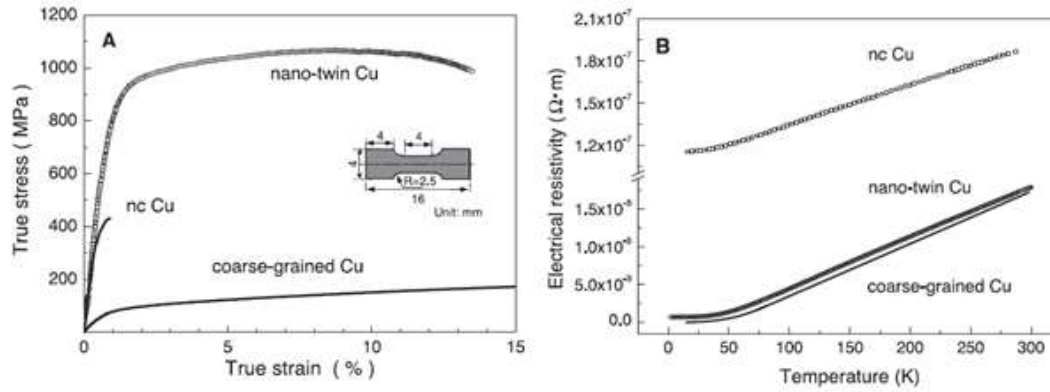 A
1200
1000
800
600
400
200
0
0
5
10
15
True stress ( MPa)
True strain ( % )
nano-twin Cu
nc Cu
coarse-grained Cu
4
4
4
R=2.5
16
Unit: mm
B
2.1x10⁻⁷
1.8x10⁻⁷
1.5x10⁻⁷
1.2x10⁻⁷
1.5x10⁻⁸
5.0x10⁻⁹
0.0
0
50
100
150
200
250
300
Electrical resistivity (Ω•m)
Temperature (K)
nc Cu
nano-twin Cu
coarse-grained Cu